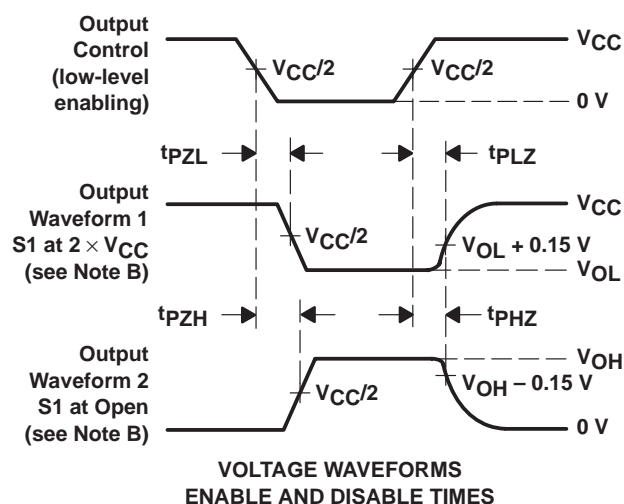 Output
Control
(low-level
enabling)
VCC/2
VCC/2
VCC
0 V
tPZL
tPLZ
Output
Waveform 1
S1 at 2 × VCC
(see Note B)
VCC/2
VCC
VOL + 0.15 V
VOL
tPZH
tPHZ
Output
Waveform 2
S1 at Open
(see Note B)
VCC/2
VOH
VOH – 0.15 V
0 V
VOLTAGE WAVEFORMS
ENABLE AND DISABLE TIMES